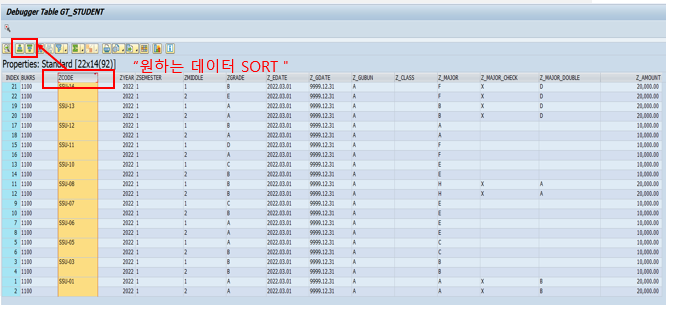 Debugger Table GT_STUDENT
Properties: Standard [22x14(92)]
"원하는 데이터 SORT "
INDEX BUKRS ZCODE ZYEAR ZSEMESTER ZMIDDLE ZGRADE Z_EDATE Z_GDATE Z_GUBUN Z_CLASS Z_MAJOR Z_MAJOR_CHECK Z_MAJOR_DOUBLE Z_AMOUNT
21 1100 SSU-14 2022 1 1 B 2022.03.01 9999.12.31 A F X D 20,000.00
22 1100 2022 1 2 E 2022.03.01 9999.12.31 A F X D 20,000.00
19 1100 SSU-13 2022 1 1 A 2022.03.01 9999.12.31 A B X D 20,000.00
20 1100 2022 1 2 A 2022.03.01 9999.12.31 A B X D 20,000.00
17 1100 SSU-12 2022 1 1 B 2022.03.01 9999.12.31 A A 10,000.00
18 1100 2022 1 2 A 2022.03.01 9999.12.31 A A 10,000.00
15 1100 SSU-11 2022 1 1 D 2022.03.01 9999.12.31 A F 10,000.00
16 1100 2022 1 2 A 2022.03.01 9999.12.31 A F 10,000.00
13 1100 SSU-10 2022 1 1 C 2022.03.01 9999.12.31 A E 10,000.00
14 1100 2022 1 2 B 2022.03.01 9999.12.31 A E 10,000.00
11 1100 SSU-08 2022 1 1 B 2022.03.01 9999.12.31 A H X A 20,000.00
12 1100 2022 1 2 B 2022.03.01 9999.12.31 A H X A 20,000.00
9 1100 SSU-07 2022 1 1 C 2022.03.01 9999.12.31 A E 10,000.00
10 1100 2022 1 2 B 2022.03.01 9999.12.31 A E 10,000.00
7 1100 SSU-06 2022 1 1 A 2022.03.01 9999.12.31 A E 10,000.00
8 1100 2022 1 2 A 2022.03.01 9999.12.31 A E 10,000.00
5 1100 SSU-05 2022 1 1 A 2022.03.01 9999.12.31 A C 10,000.00
6 1100 2022 1 2 B 2022.03.01 9999.12.31 A C 10,000.00
3 1100 SSU-03 2022 1 1 B 2022.03.01 9999.12.31 A B 10,000.00
4 1100 2022 1 2 B 2022.03.01 9999.12.31 A B 10,000.00
1 1100 SSU-01 2022 1 1 A 2022.03.01 9999.12.31 A A X B 20,000.00
2 1100 2022 1 2 A 2022.03.01 9999.12.31 A A X B 20,000.00